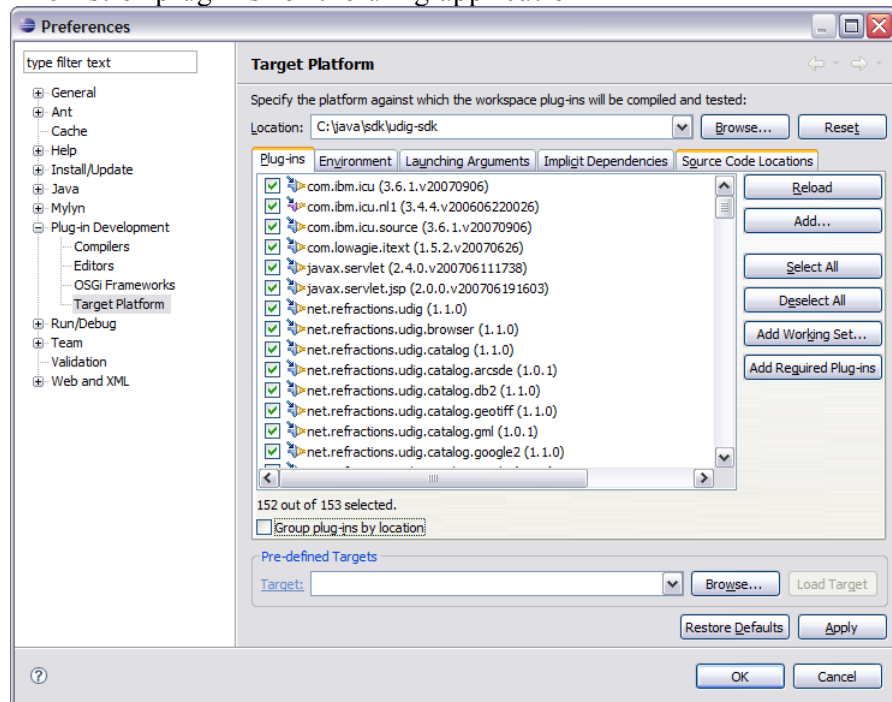 Preferences
type filter text
General
Ant
Cache
Help
Install/Update
Java
Mylyn
Plug-in Development
Compilers
Editors
OSGi Frameworks
Target Platform
Run/Debug
Team
Validation
Web and XML
Target Platform
Specify the platform against which the workspace plug-ins will be compiled and tested:
Location: C:\java\sdk\udig-sdk Browse... Reset
Plug-ins Environment Launching Arguments Implicit Dependencies Source Code Locations
com.ibm.icu (3.6.1.v20070906)
com.ibm.icu.nl1 (3.4.4.v200606220026)
com.ibm.icu.source (3.6.1.v20070906)
com.lowagie.itext (1.5.2.v20070626)
javax.servlet (2.4.0.v200706111738)
javax.servlet.jsp (2.0.0.v200706191603)
net.refractions.udig (1.1.0)
net.refractions.udig.browser (1.1.0)
net.refractions.udig.catalog (1.1.0)
net.refractions.udig.catalog.arcsde (1.0.1)
net.refractions.udig.catalog.db2 (1.1.0)
net.refractions.udig.catalog.geotiff (1.1.0)
net.refractions.udig.catalog.gml (1.0.1)
net.refractions.udig.catalog.google2 (1.1.0)
Reload
Add...
Select All
Deselect All
Add Working Set...
Add Required Plug-ins
152 out of 153 selected.
Group plug-ins by location
Pre-defined Targets
Target: Browse... Load Target
Restore Defaults Apply
OK Cancel